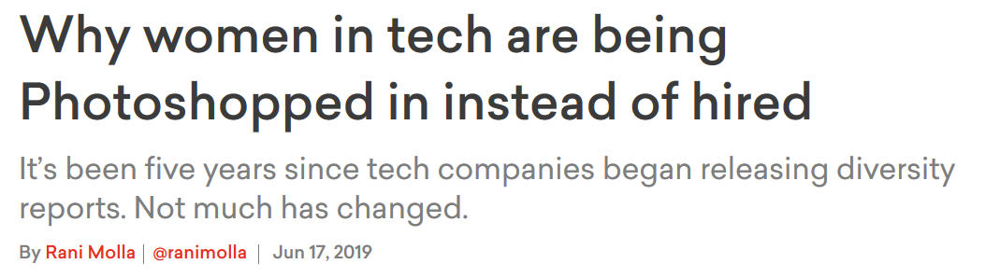 Why women in tech are being
Photoshopped in instead of hired
It’s been five years since tech companies began releasing diversity
reports. Not much has changed.
By Rani Molla | @ranimolla | Jun 17, 2019